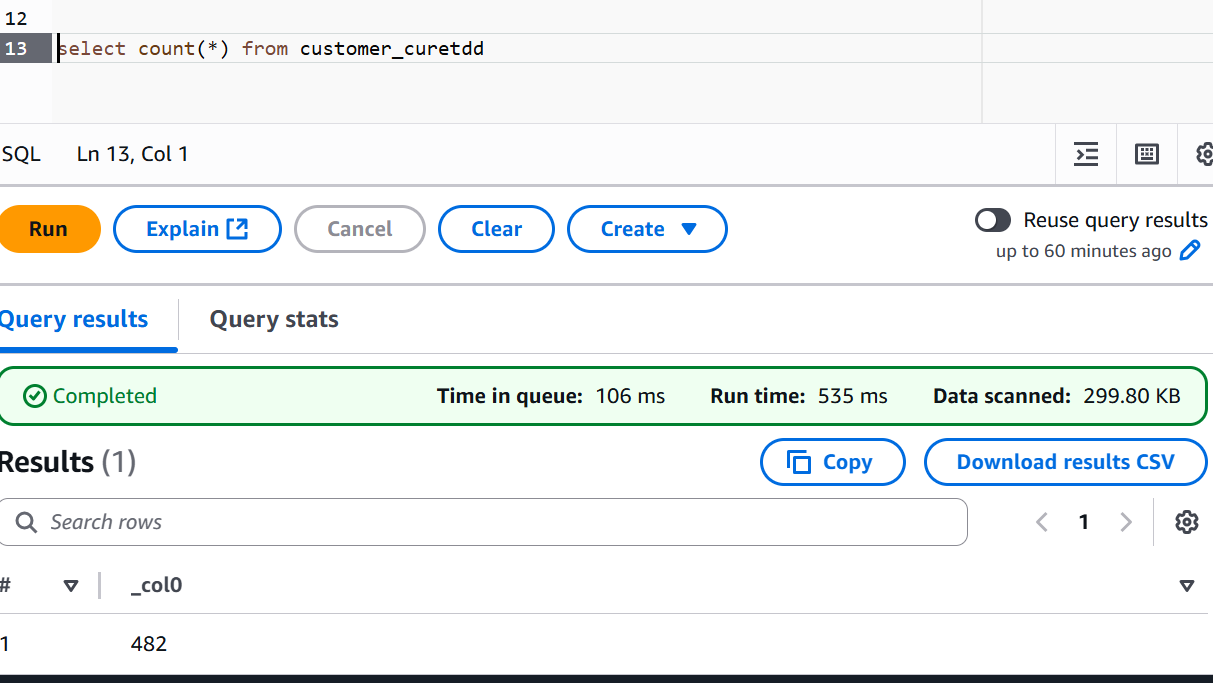 12
13 select count(*) from customer_curetdd
SQL Ln 13, Col 1
Run Explain Cancel Clear Create Reuse query results
up to 60 minutes ago
Query results Query stats
Completed Time in queue: 106 ms Run time: 535 ms Data scanned: 299.80 KB
Results (1) Copy Download results CSV
Search rows 1
# _col0
1 482